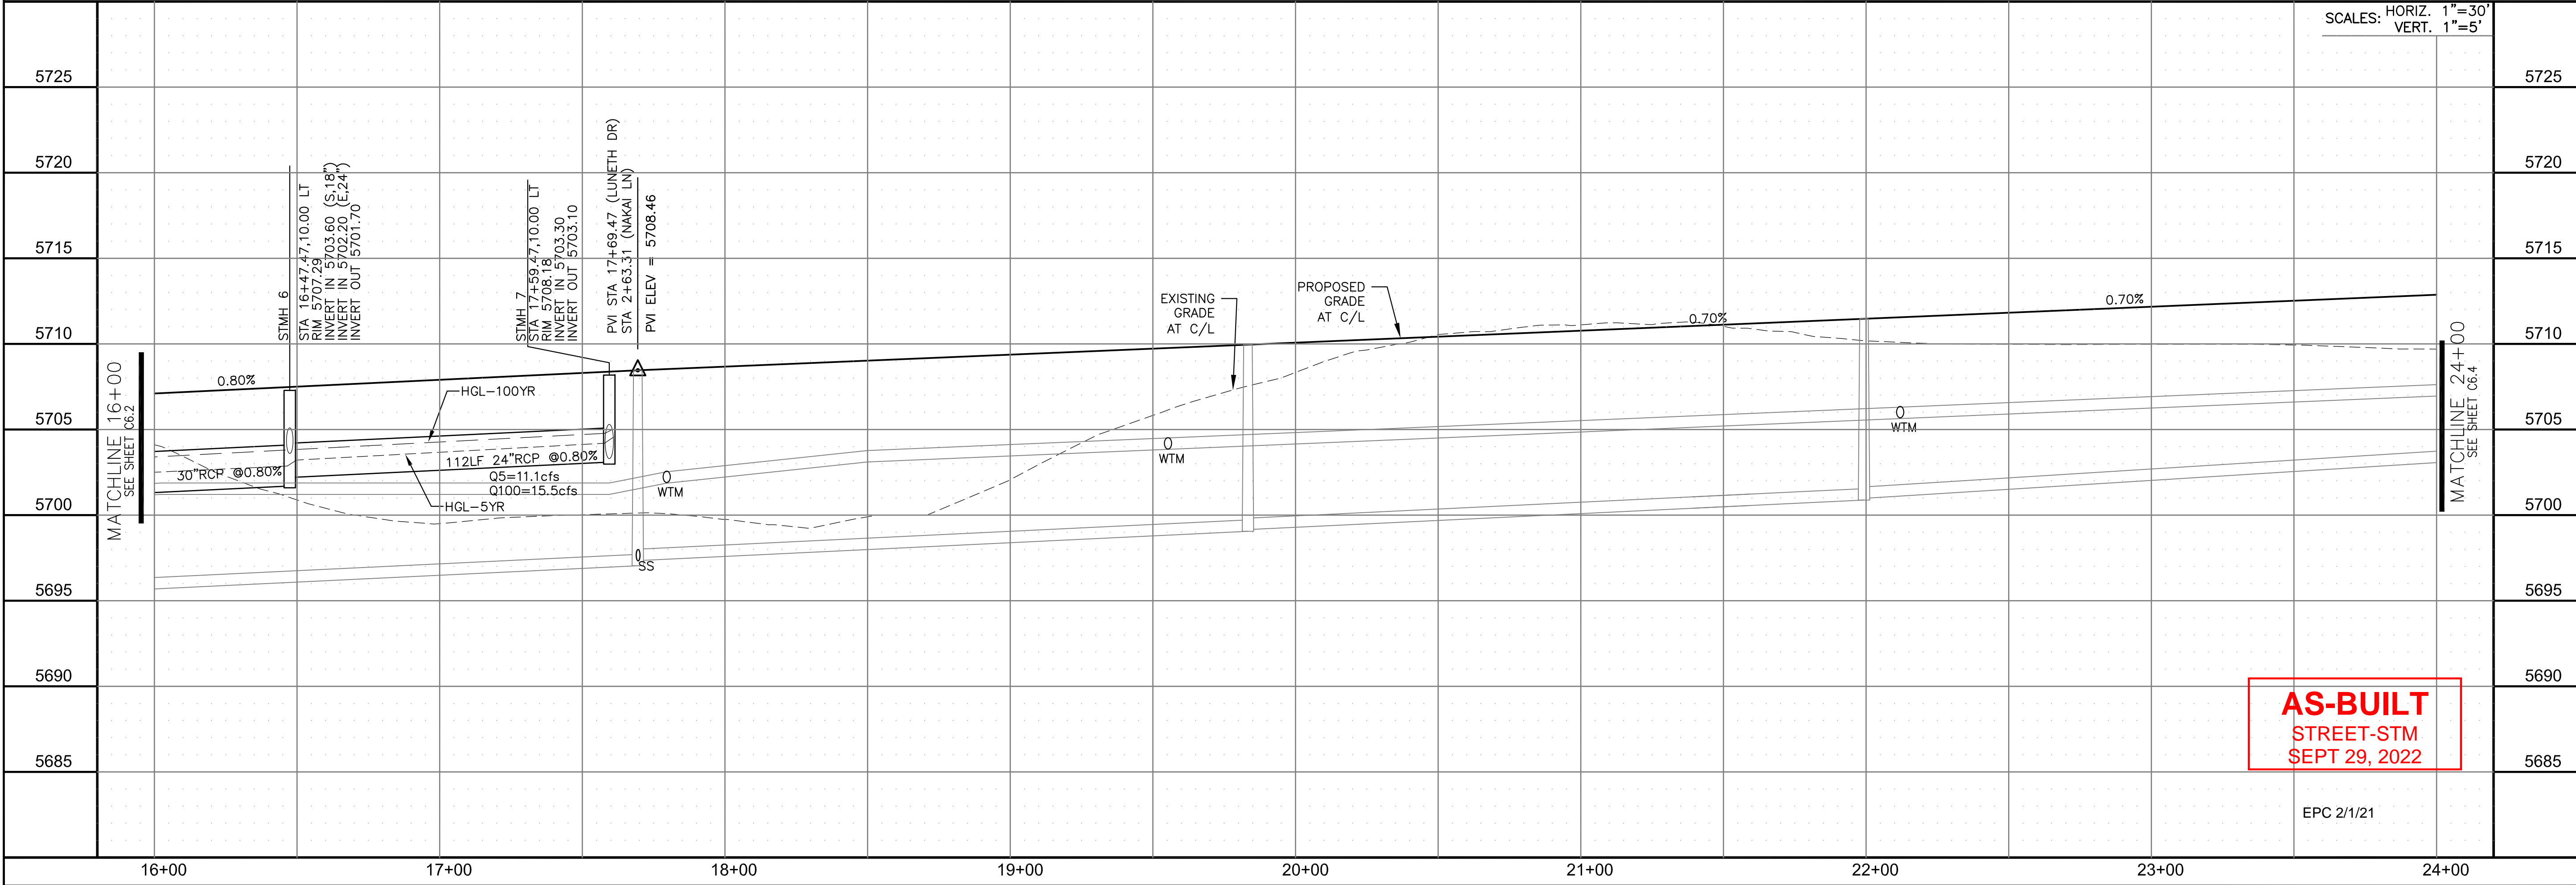 SCALES: HORIZ. 1"=30'
VERT. 1"=5'
5725
5720
5715
5710
5705
5700
5695
5690
5685
MATCHLINE 16+00
SEE SHEET C6.2
0.80%
30"RCP @0.80%
STMH 6
STA 16+47.47,10.00 LT
RIM 5707.29
INVERT IN 5703.60 (S,18")
INVERT IN 5702.20 (E,24")
INVERT OUT 5701.70
HGL-100YR
112LF 24"RCP @0.80%
Q5=11.1cfs
Q100=15.5cfs
HGL-5YR
STMH 7
STA 17+59.47,10.00 LT
RIM 5708.18
INVERT IN 5703.30
INVERT OUT 5703.10
PVI STA 17+69.47 (LUNETH DR)
STA 2+63.31 (NAKAI LN)
PVI ELEV = 5708.46
WTM
SS
EXISTING
GRADE
AT C/L
PROPOSED
GRADE
AT C/L
WTM
0.70%
WTM
0.70%
MATCHLINE 24+00
SEE SHEET C6.4
5725
5720
5715
5710
5705
5700
5695
5690
5685
AS-BUILT
STREET-STM
SEPT 29, 2022
EPC 2/1/21
16+00
17+00
18+00
19+00
20+00
21+00
22+00
23+00
24+00